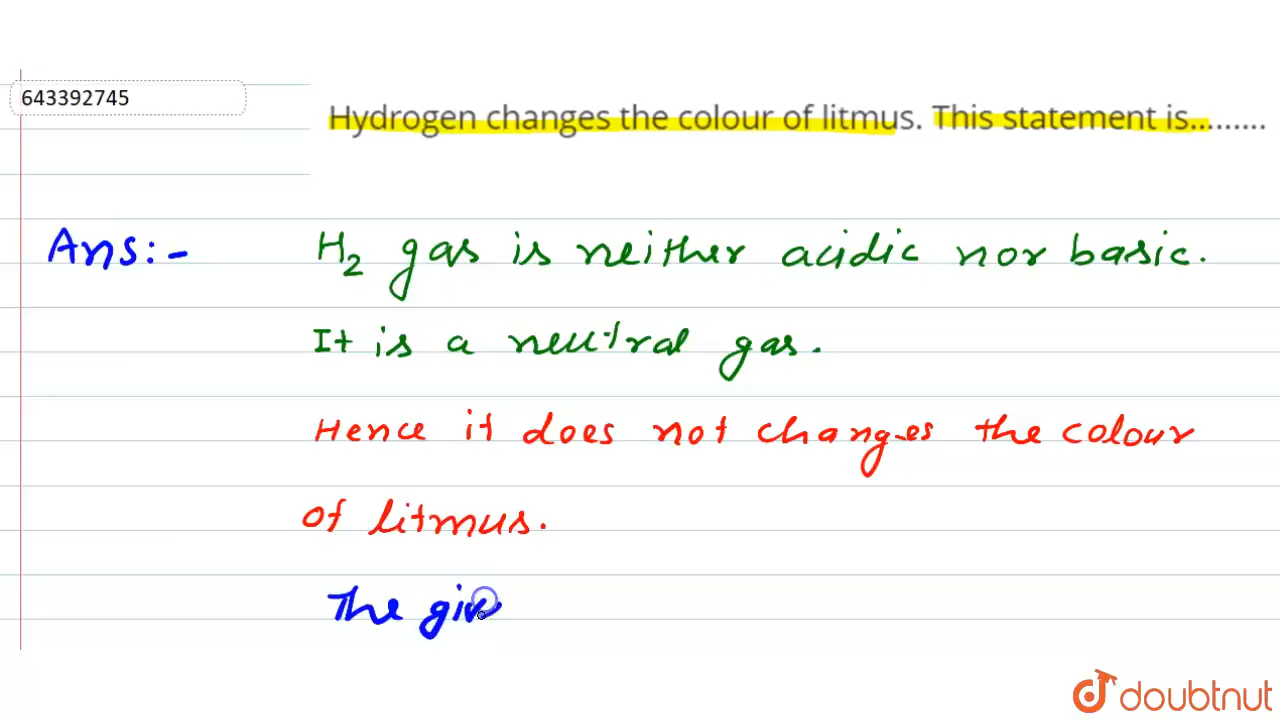 643392745
Hydrogen changes the colour of litmus. This statement is.........
Ans:- H2 gas is neither acidic nor basic.
It is a neutral gas.
Hence it does not changes the colour
of litmus.
The giv
doubtnut